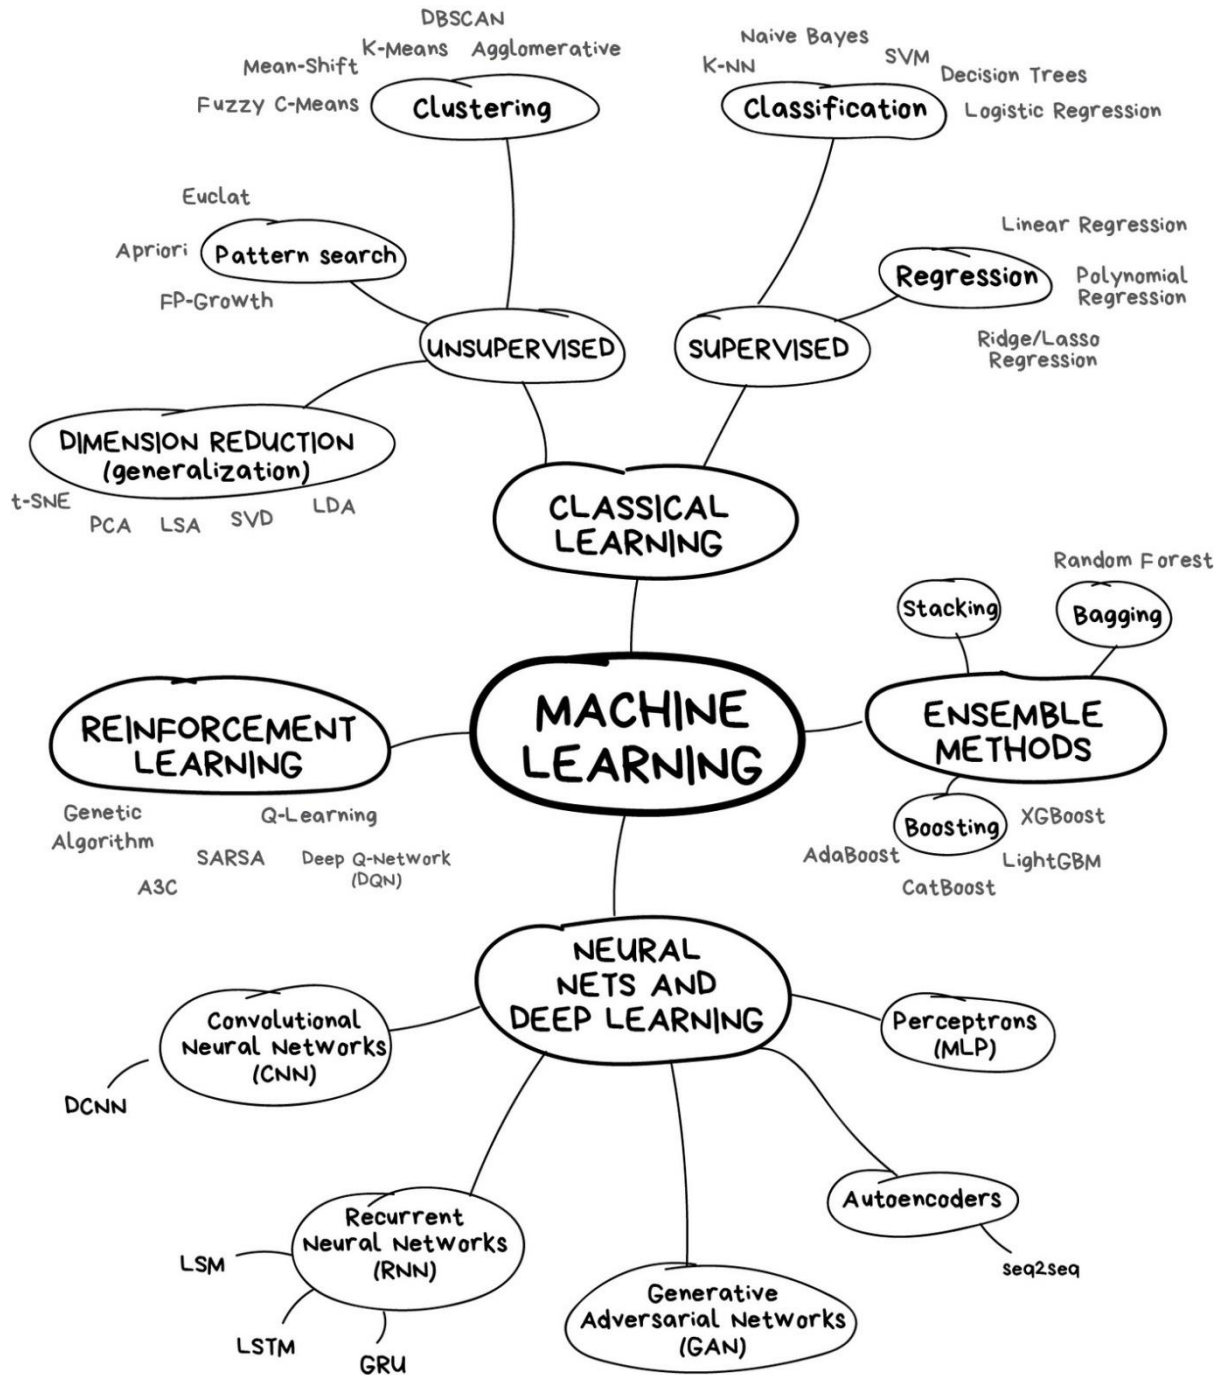 DBSCAN
K-Means
Agglomerative
Mean-Shift
Fuzzy C-Means
Clustering
Naive Bayes
K-NN
SVM
Decision Trees
Classification
Logistic Regression
Euclat
Apriori
Pattern search
FP-Growth
Linear Regression
Regression
Polynomial
Regression
Ridge/Lasso
Regression
UNSUPERVISED
SUPERVISED
DIMENSION REDUCTION
(generalization)
t-SNE
PCA
LSA
SVD
LDA
CLASSICAL
LEARNING
Random Forest
Stacking
Bagging
MACHINE
LEARNING
ENSEMBLE
METHODS
REINFORCEMENT
LEARNING
Genetic
Algorithm
Q-Learning
SARSA
Deep Q-Network
(DQN)
A3C
Boosting
XGBoost
AdaBoost
LightGBM
CatBoost
NEURAL
NETS AND
DEEP LEARNING
Convolutional
Neural Networks
(CNN)
DCNN
Perceptrons
(MLP)
Autoencoders
seq2seq
Recurrent
Neural Networks
(RNN)
LSM
LSTM
GRU
Generative
Adversarial Networks
(GAN)